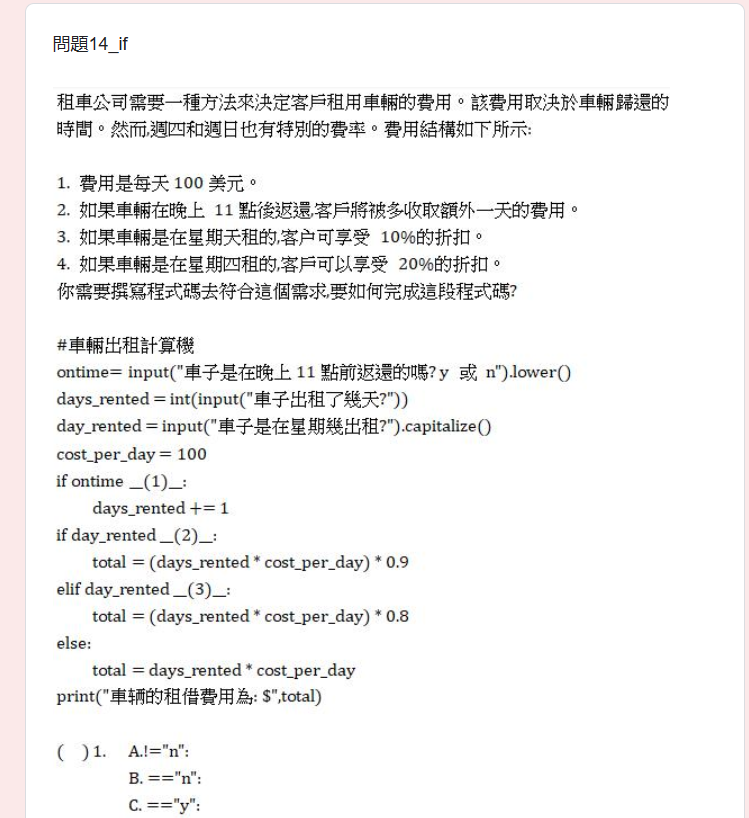 問題14_if
租車公司需要一種方法來決定客戶租用車輛的費用。該費用取決於車輛歸還的
時間。然而,週四和週日也有特別的費率。費用結構如下所示:
1. 費用是每天 100 美元。
2. 如果車輛在晚上 11 點後返還,客戶將被多收取額外一天的費用。
3. 如果車輛是在星期天租的,客户可享受 10%的折扣。
4. 如果車輛是在星期四租的,客戶可以享受 20%的折扣。
你需要撰寫程式碼去符合這個需求,要如何完成這段程式碼?
#車輛出租計算機
ontime= input("車子是在晚上 11 點前返還的嗎? y 或 n").lower()
days_rented = int(input("車子出租了幾天?"))
day_rented = input("車子是在星期幾出租?").capitalize()
cost_per_day = 100
if ontime _(1)_:
days_rented += 1
if day_rented _(2)_:
total = (days_rented * cost_per_day) * 0.9
elif day_rented _(3)_:
total = (days_rented * cost_per_day) * 0.8
else:
total = days_rented * cost_per_day
print("車辆的租借費用為: $",total)
( ) 1. A.!="n":
B. =="n":
C. =="y":